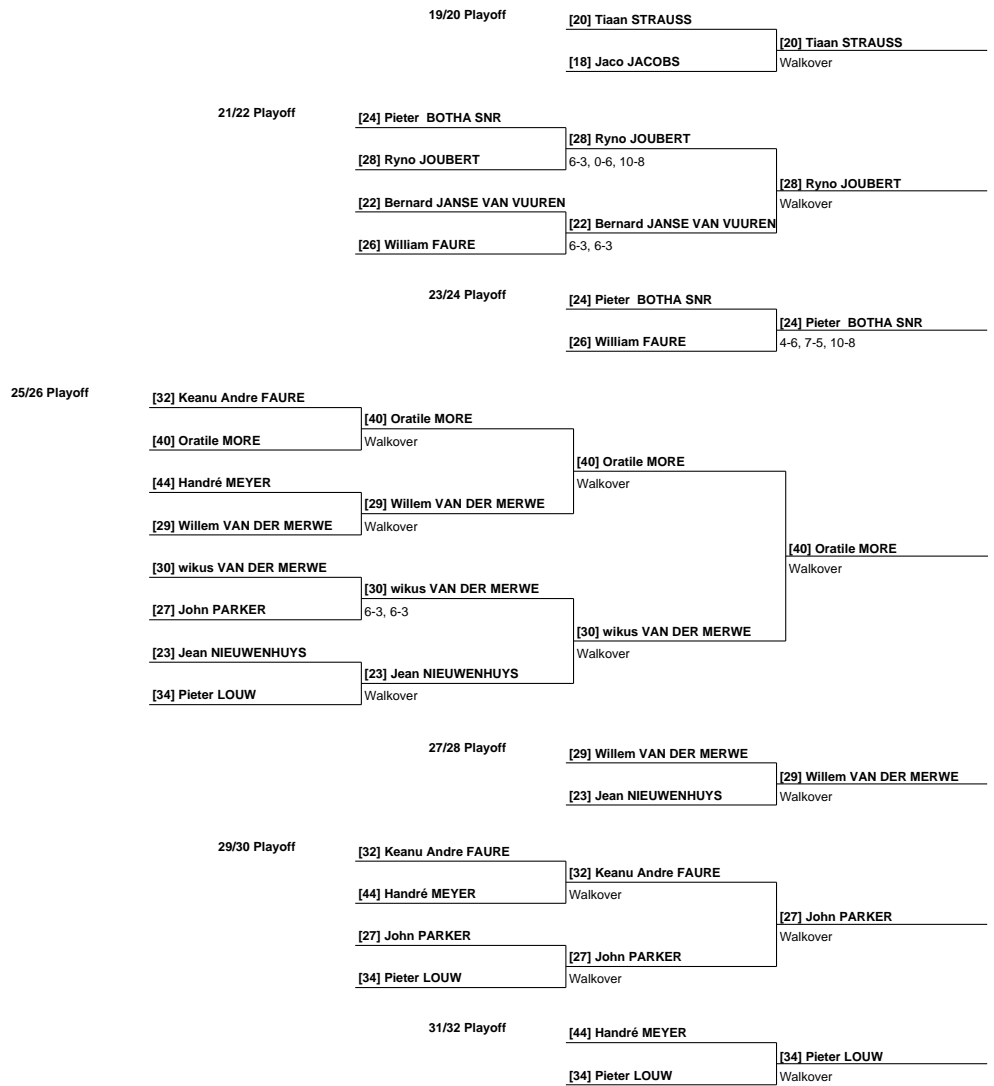 19/20 Playoff
[20] Tiaan STRAUSS
[20] Tiaan STRAUSS
[18] Jaco JACOBS
Walkover
21/22 Playoff
[24] Pieter  BOTHA SNR
[28] Ryno JOUBERT
[28] Ryno JOUBERT
6-3, 0-6, 10-8
[28] Ryno JOUBERT
Walkover
[22] Bernard JANSE VAN VUUREN
[22] Bernard JANSE VAN VUUREN
[26] William FAURE
6-3, 6-3
23/24 Playoff
[24] Pieter  BOTHA SNR
[24] Pieter  BOTHA SNR
[26] William FAURE
4-6, 7-5, 10-8
25/26 Playoff
[32] Keanu Andre FAURE
[40] Oratile MORE
[40] Oratile MORE
Walkover
[40] Oratile MORE
Walkover
[44] Handré MEYER
[29] Willem VAN DER MERWE
[29] Willem VAN DER MERWE
Walkover
[40] Oratile MORE
Walkover
[30] wikus VAN DER MERWE
[30] wikus VAN DER MERWE
[27] John PARKER
6-3, 6-3
[30] wikus VAN DER MERWE
Walkover
[23] Jean NIEUWENHUYS
[23] Jean NIEUWENHUYS
[34] Pieter LOUW
Walkover
27/28 Playoff
[29] Willem VAN DER MERWE
[29] Willem VAN DER MERWE
[23] Jean NIEUWENHUYS
Walkover
29/30 Playoff
[32] Keanu Andre FAURE
[32] Keanu Andre FAURE
[44] Handré MEYER
Walkover
[27] John PARKER
Walkover
[27] John PARKER
[27] John PARKER
[34] Pieter LOUW
Walkover
31/32 Playoff
[44] Handré MEYER
[34] Pieter LOUW
[34] Pieter LOUW
Walkover